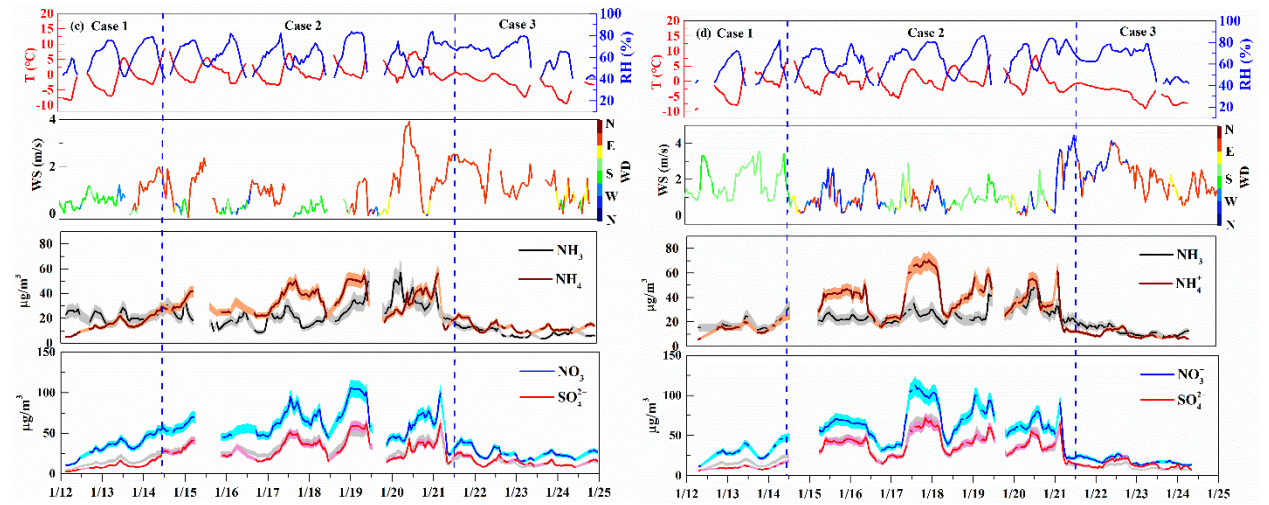 (c) Case 1 Case 2 Case 3
20
15
10
5
0
-5
-10
T (°C)
100
80
60
40
20
RH (%)
4
2
0
WS (m/s)
N
E
S
W
N
WD
80
60
40
20
0
μg/m³
NH₃
NH₄
150
100
50
0
μg/m³
NO₃
SO₄²⁻
1/12 1/13 1/14 1/15 1/16 1/17 1/18 1/19 1/20 1/21 1/22 1/23 1/24 1/25
(d) Case 1 Case 2 Case 3
20
15
10
5
0
-5
-10
T (°C)
100
80
60
40
20
RH (%)
4
2
0
WS (m/s)
N
E
S
W
N
WD
80
60
40
20
0
μg/m³
NH₃
NH₄⁺
150
100
50
0
μg/m³
NO₃⁻
SO₄²
1/12 1/13 1/14 1/15 1/16 1/17 1/18 1/19 1/20 1/21 1/22 1/23 1/24 1/25